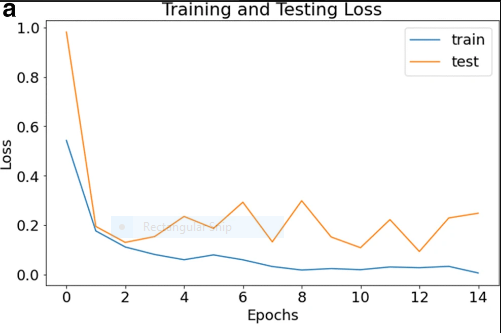 a
Training and Testing Loss
1.0
0.8
0.6
0.4
0.2
0.0
Loss
train
test
Rectangular Snip
0 2 4 6 8 10 12 14
Epochs